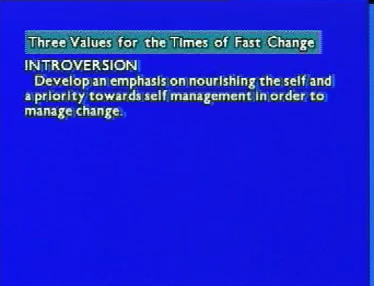 Three Values for the Times of Fast Change
INTROVERSION
Develop an emphasis on nourishing the self and
a priority towards self management in order to
manage change.